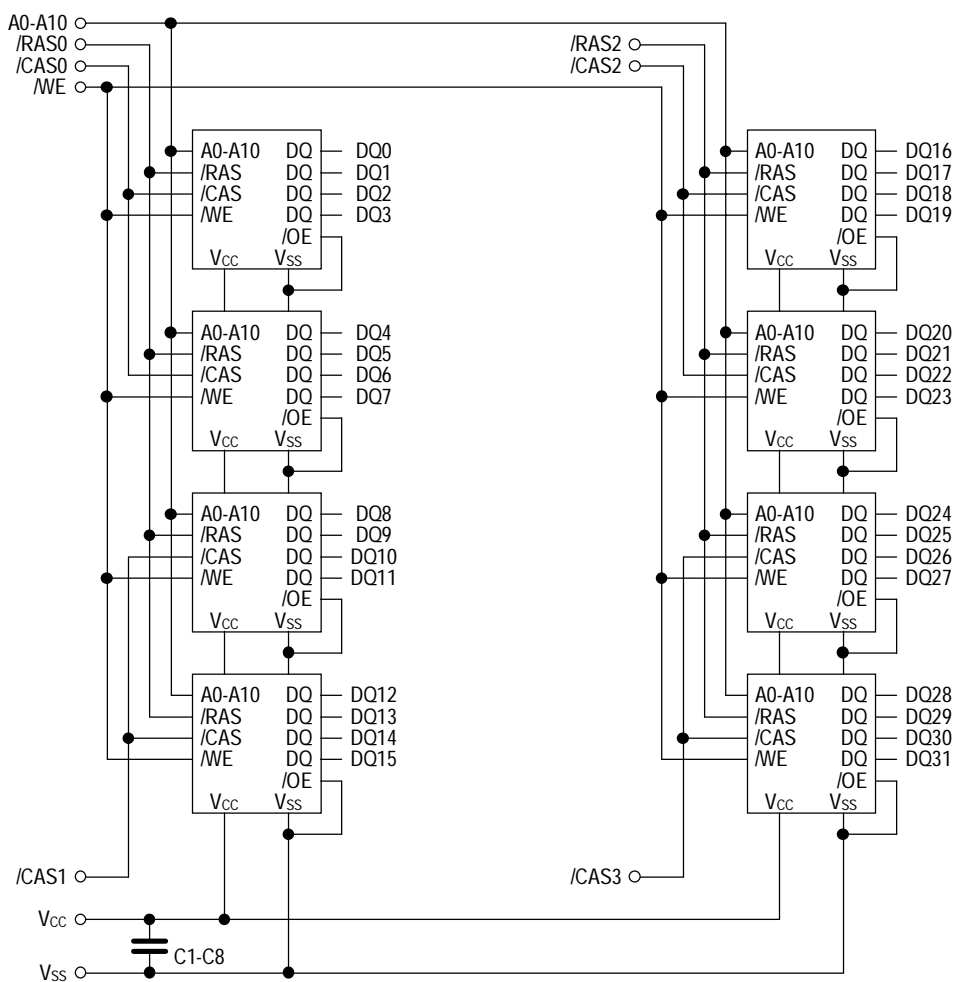 A0-A10
/RAS0
/CAS0
/WE
/RAS2
/CAS2
A0-A10 DQ DQ0
/RAS DQ DQ1
/CAS DQ DQ2
/WE DQ DQ3
/OE
VCC VSS
A0-A10 DQ DQ4
/RAS DQ DQ5
/CAS DQ DQ6
/WE DQ DQ7
/OE
VCC VSS
A0-A10 DQ DQ8
/RAS DQ DQ9
/CAS DQ DQ10
/WE DQ DQ11
/OE
VCC VSS
A0-A10 DQ DQ12
/RAS DQ DQ13
/CAS DQ DQ14
/WE DQ DQ15
/OE
VCC VSS
A0-A10 DQ DQ16
/RAS DQ DQ17
/CAS DQ DQ18
/WE DQ DQ19
/OE
VCC VSS
A0-A10 DQ DQ20
/RAS DQ DQ21
/CAS DQ DQ22
/WE DQ DQ23
/OE
VCC VSS
A0-A10 DQ DQ24
/RAS DQ DQ25
/CAS DQ DQ26
/WE DQ DQ27
/OE
VCC VSS
A0-A10 DQ DQ28
/RAS DQ DQ29
/CAS DQ DQ30
/WE DQ DQ31
/OE
VCC VSS
/CAS1
/CAS3
VCC
C1-C8
VSS